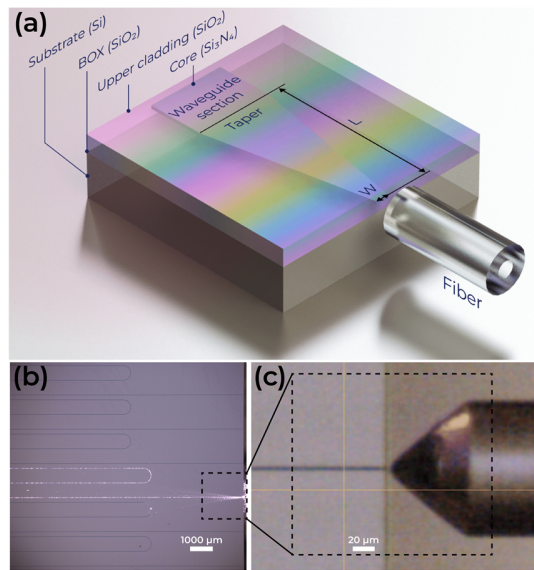 (a)
Substrate (Si)
BOX (SiO₂)
Upper cladding (SiO₂)
Core (Si₃N₄)
Waveguide
section
Taper
L
W
Fiber
(b)
1000 µm
(c)
20 µm